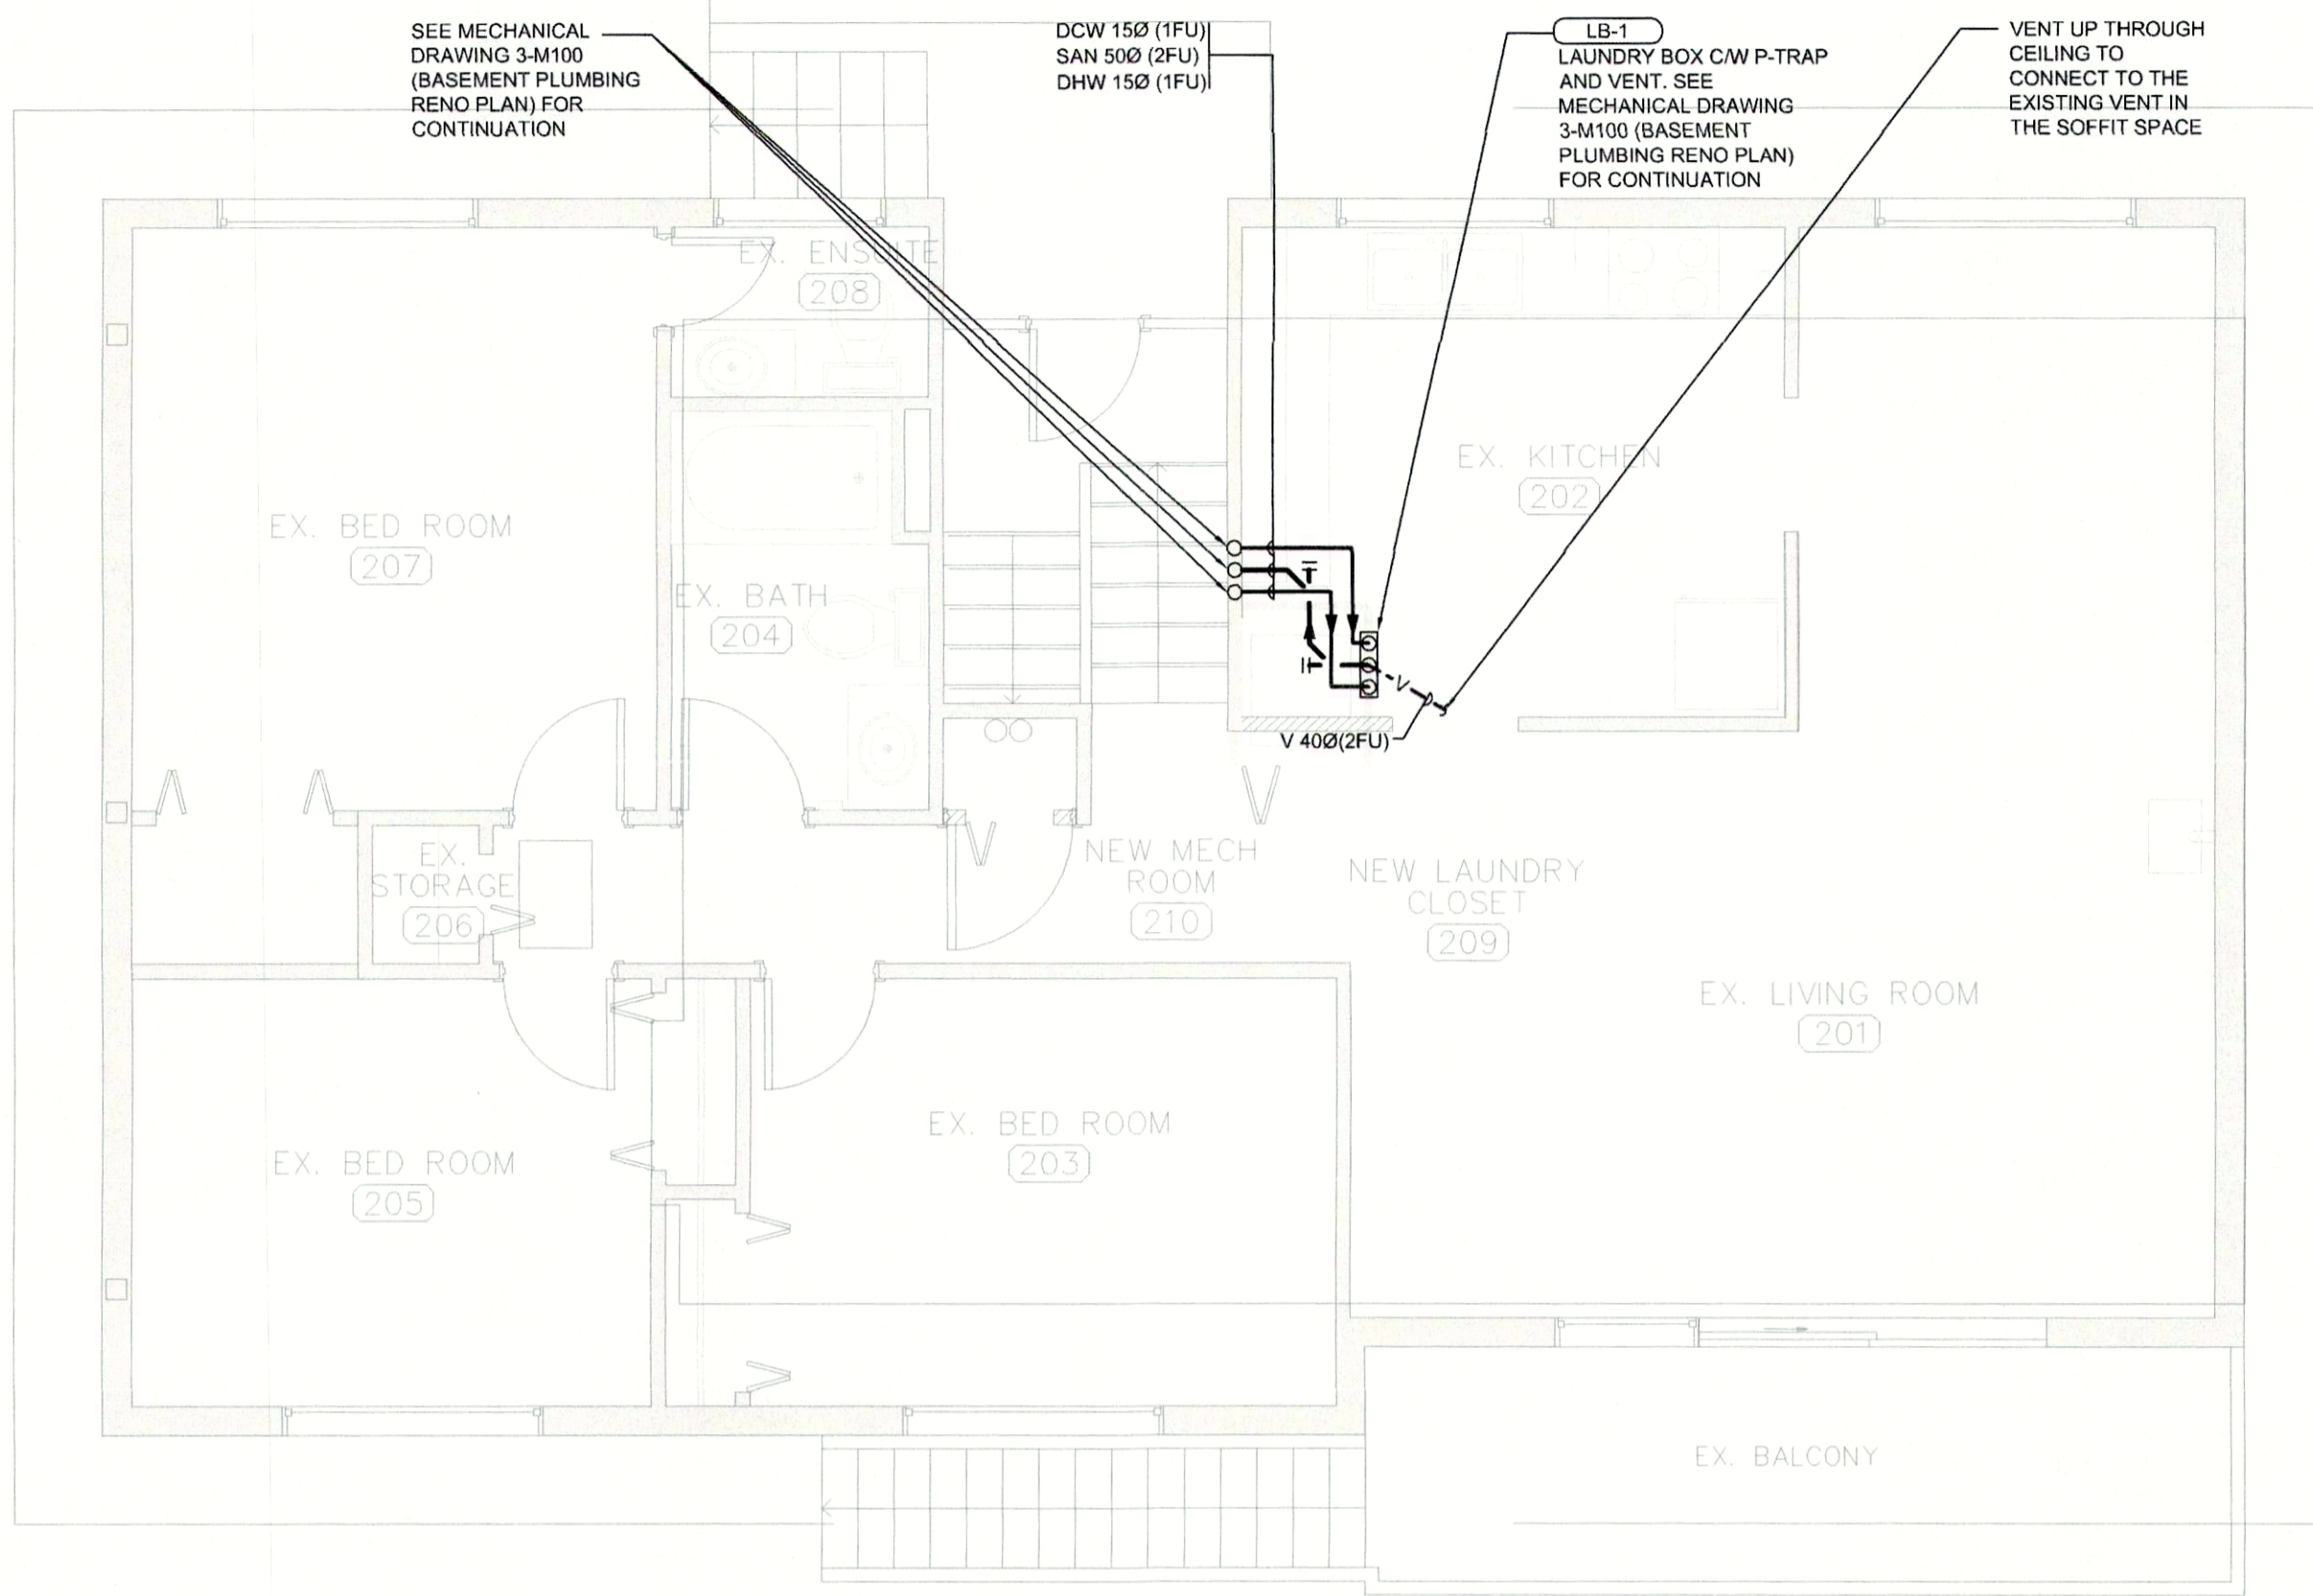 SEE MECHANICAL
DRAWING 3-M100
(BASEMENT PLUMBING
RENO PLAN) FOR
CONTINUATION
DCW 15Ø (1FU)
SAN 50Ø (2FU)
DHW 15Ø (1FU)
LB-1
LAUNDRY BOX C/W P-TRAP
AND VENT. SEE
MECHANICAL DRAWING
3-M100 (BASEMENT
PLUMBING RENO PLAN)
FOR CONTINUATION
VENT UP THROUGH
CEILING TO
CONNECT TO THE
EXISTING VENT IN
THE SOFFIT SPACE
EX. ENSUITE
208
EX. KITCHEN
202
EX. BED ROOM
207
EX. BATH
204
V
V 40Ø(2FU)
EX.
STORAGE
206
NEW MECH
ROOM
210
NEW LAUNDRY
CLOSET
209
EX. LIVING ROOM
201
EX. BED ROOM
203
EX. BED ROOM
205
EX. BALCONY